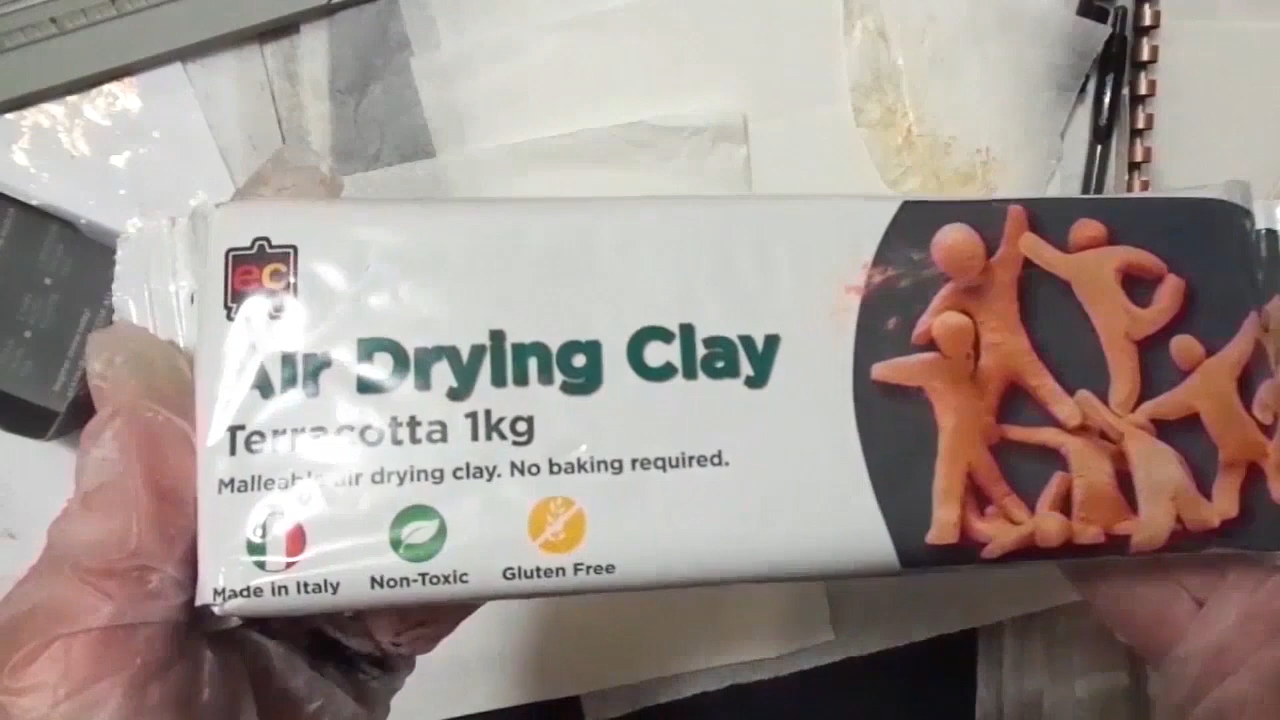 ec
Air Drying Clay
Terracotta 1kg
Malleable air drying clay. No baking required.
Made in Italy
Non-Toxic
Gluten Free